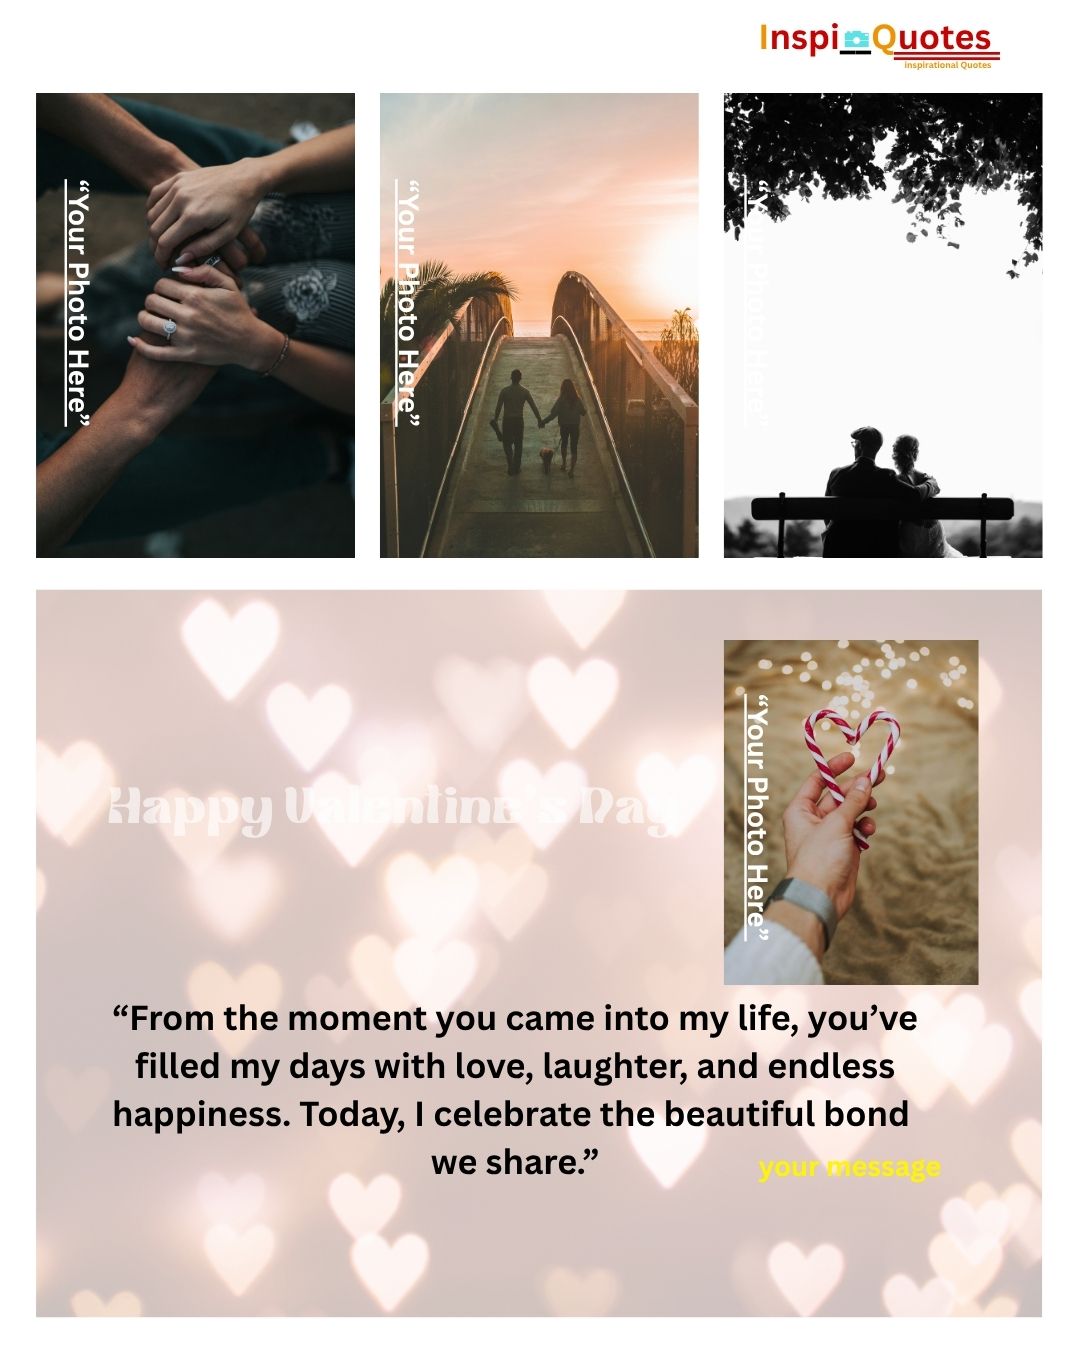 InspiQuotes
inspirational Quotes
“Your Photo Here”
“Your Photo Here”
“Your Photo Here”
Happy Valentine’s Day
“Your Photo Here”
“From the moment you came into my life, you’ve
filled my days with love, laughter, and endless
happiness. Today, I celebrate the beautiful bond
we share.”
your message